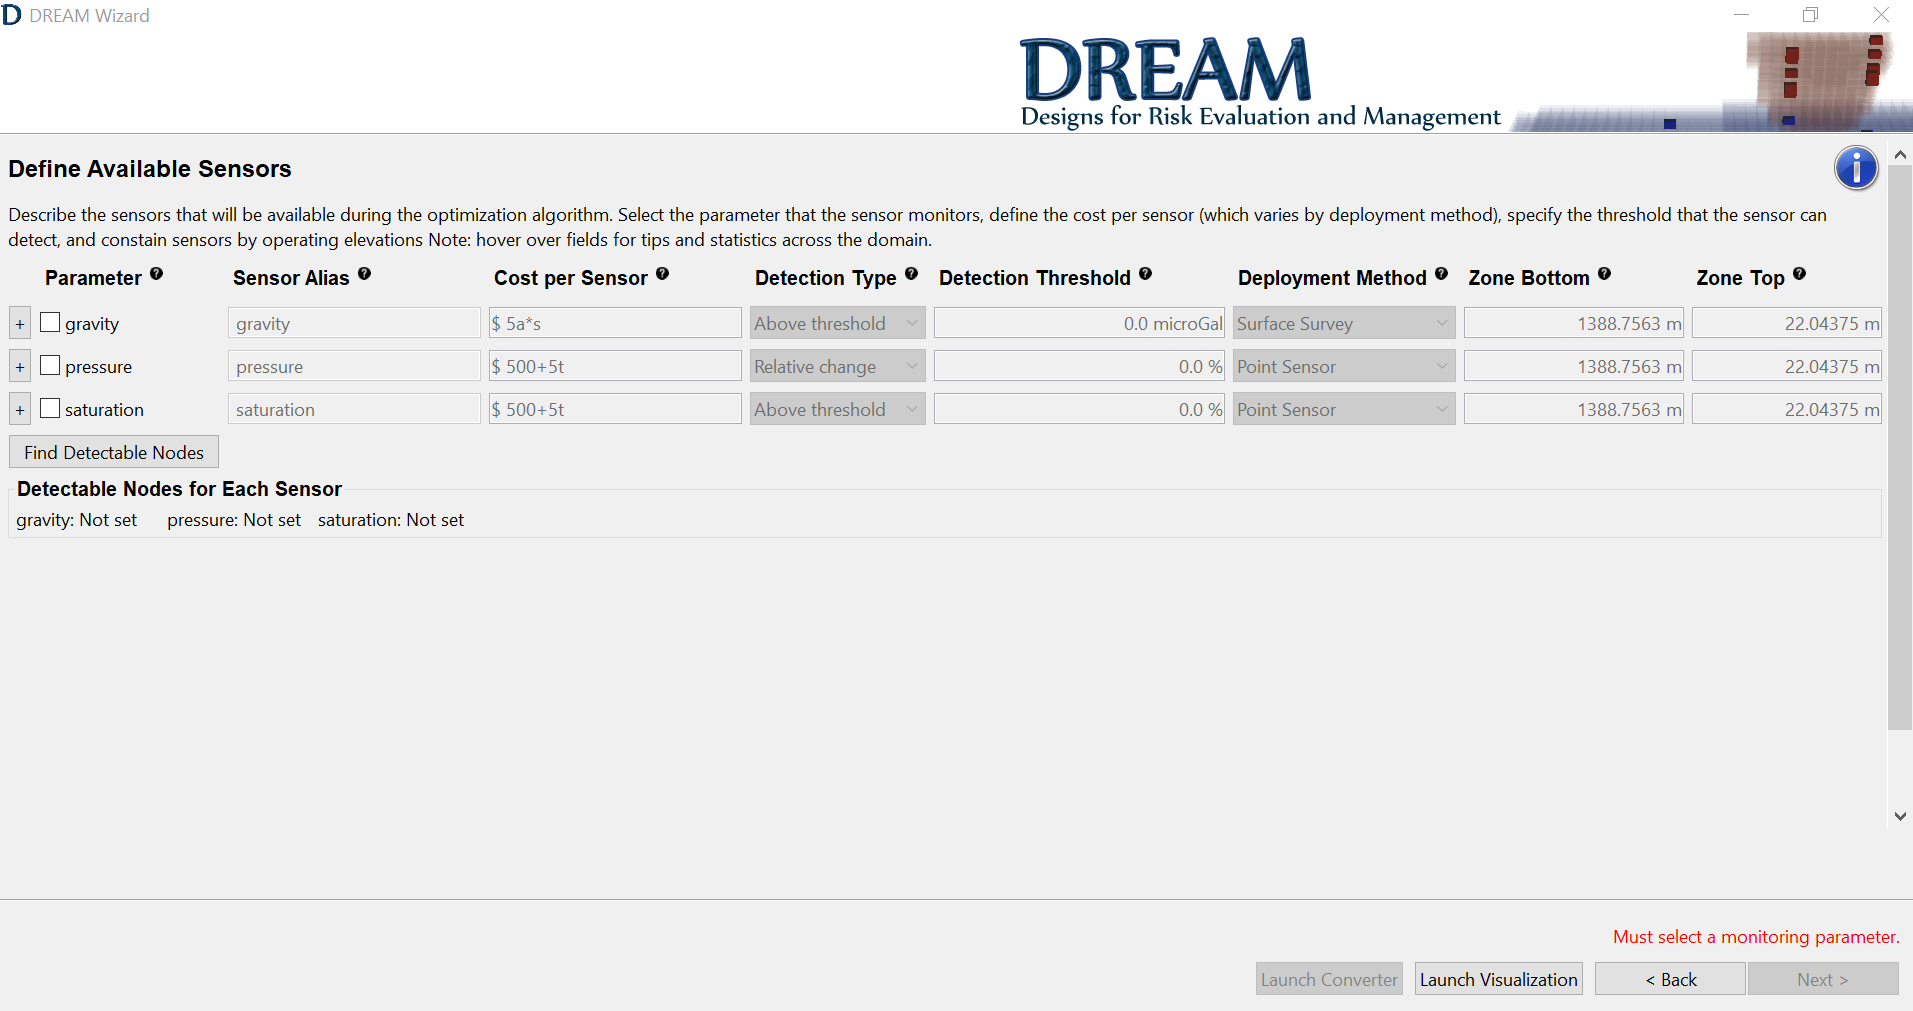 D DREAM Wizard
DREAM
Designs for Risk Evaluation and Management
Define Available Sensors
Describe the sensors that will be available during the optimization algorithm. Select the parameter that the sensor monitors, define the cost per sensor (which varies by deployment method), specify the threshold that the sensor can
detect, and constain sensors by operating elevations Note: hover over fields for tips and statistics across the domain.
Parameter ? Sensor Alias ? Cost per Sensor ? Detection Type ? Detection Threshold ? Deployment Method ? Zone Bottom ? Zone Top ?
+ gravity gravity $ 5a*s Above threshold 0.0 microGal Surface Survey 1388.7563 m 22.04375 m
+ pressure pressure $ 500+5t Relative change 0.0 % Point Sensor 1388.7563 m 22.04375 m
+ saturation saturation $ 500+5t Above threshold 0.0 % Point Sensor 1388.7563 m 22.04375 m
Find Detectable Nodes
Detectable Nodes for Each Sensor
gravity: Not set pressure: Not set saturation: Not set
Must select a monitoring parameter.
Launch Converter Launch Visualization < Back Next >